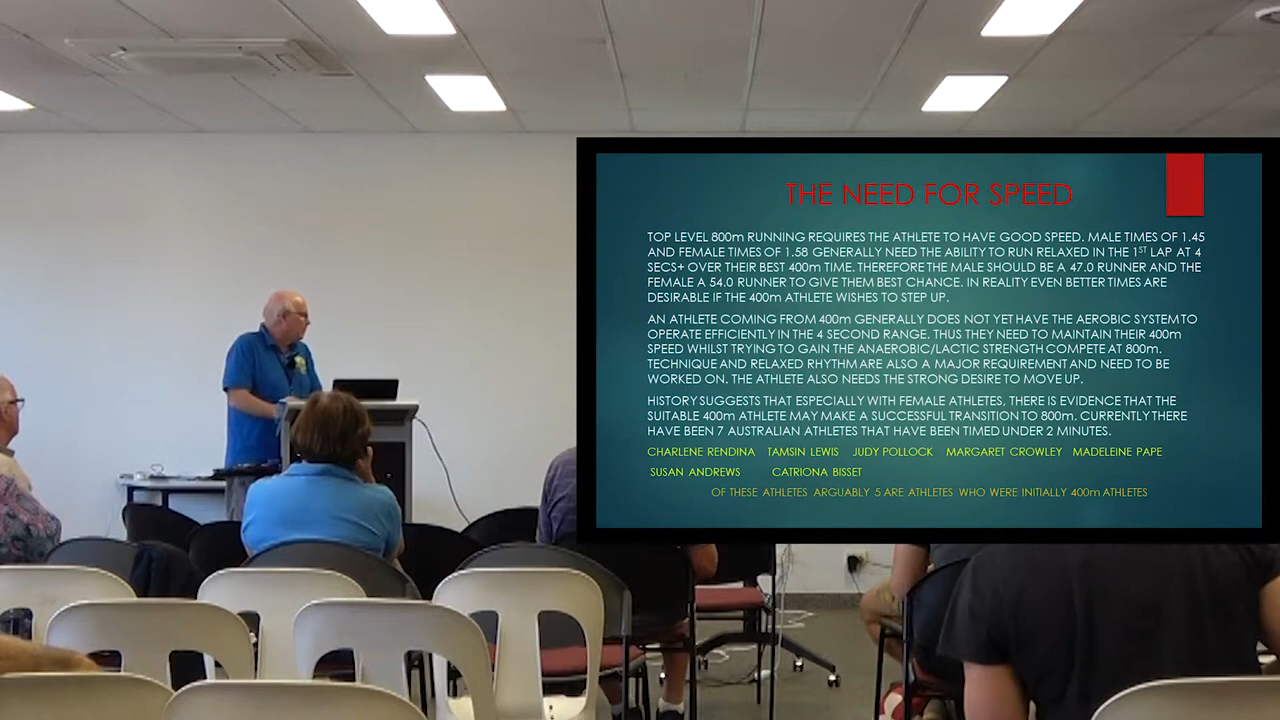 THE NEED FOR SPEED
TOP LEVEL 800m RUNNING REQUIRES THE ATHLETE TO HAVE GOOD SPEED. MALE TIMES OF 1.45
AND FEMALE TIMES OF 1.58 GENERALLY NEED THE ABILITY TO RUN RELAXED IN THE 1ST LAP AT 4
SECS+ OVER THEIR BEST 400m TIME. THEREFORE THE MALE SHOULD BE A 47.0 RUNNER AND THE
FEMALE A 54.0 RUNNER TO GIVE THEM BEST CHANCE. IN REALITY EVEN BETTER TIMES ARE
DESIRABLE IF THE 400m ATHLETE WISHES TO STEP UP.
AN ATHLETE COMING FROM 400m GENERALLY DOES NOT YET HAVE THE AEROBIC SYSTEM TO
OPERATE EFFICIENTLY IN THE 4 SECOND RANGE. THUS THEY NEED TO MAINTAIN THEIR 400m
SPEED WHILST TRYING TO GAIN THE ANAEROBIC/LACTIC STRENGTH COMPETE AT 800m.
TECHNIQUE AND RELAXED RHYTHM ARE ALSO A MAJOR REQUIREMENT AND NEED TO BE
WORKED ON. THE ATHLETE ALSO NEEDS THE STRONG DESIRE TO MOVE UP.
HISTORY SUGGESTS THAT ESPECIALLY WITH FEMALE ATHLETES, THERE IS EVIDENCE THAT THE
SUITABLE 400m ATHLETE MAY MAKE A SUCCESSFUL TRANSITION TO 800m. CURRENTLY THERE
HAVE BEEN 7 AUSTRALIAN ATHLETES THAT HAVE BEEN TIMED UNDER 2 MINUTES.
CHARLENE RENDINA TAMSIN LEWIS JUDY POLLOCK MARGARET CROWLEY MADELEINE PAPE
SUSAN ANDREWS CATRIONA BISSET
OF THESE ATHLETES ARGUABLY 5 ARE ATHLETES WHO WERE INITIALLY 400m ATHLETES